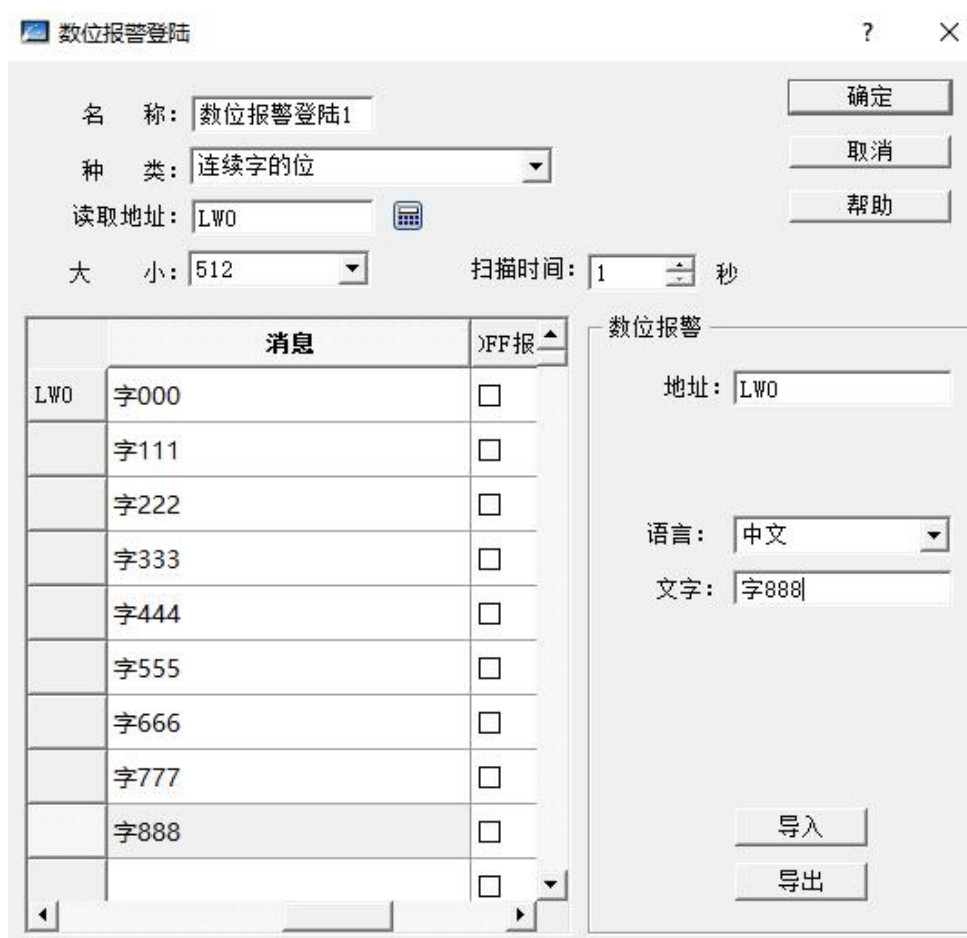 数位报警登陆
名 称：数位报警登陆1
确定
种 类：连续字的位
取消
读取地址：LW0
帮助
大 小：512
扫描时间：1 秒
消息
OFF报
数位报警
LW0 字000
地址：LW0
字111
字222
语言：中文
字333
文字：字888
字444
字555
字666
字777
字888
导入
导出